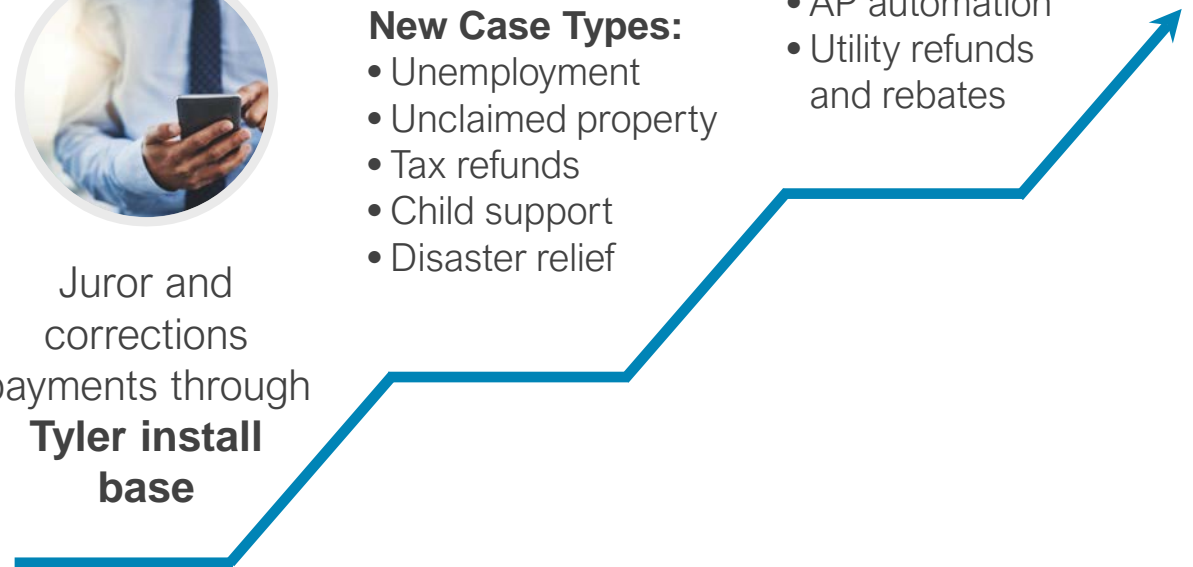 Juror and
corrections
payments through
Tyler install
base
New Case Types:
• Unemployment
• Unclaimed property
• Tax refunds
• Child support
• Disaster relief
• AP automation
• Utility refunds
and rebates